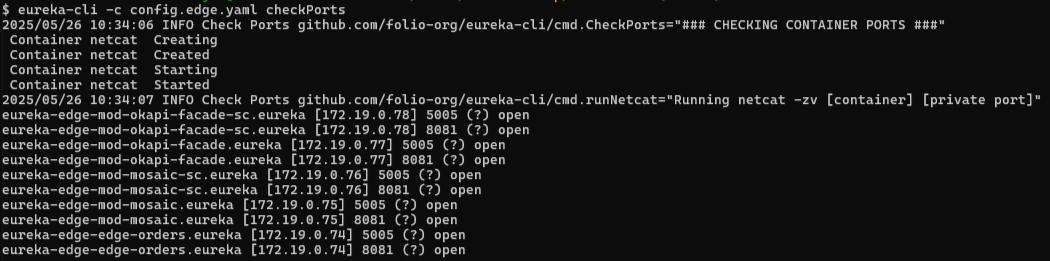 $ eureka-cli -c config.edge.yaml checkPorts
2025/05/26 10:34:06 INFO Check Ports github.com/folio-org/eureka-cli/cmd.CheckPorts="### CHECKING CONTAINER PORTS ###"
Container netcat  Creating
Container netcat  Created
Container netcat  Starting
Container netcat  Started
2025/05/26 10:34:07 INFO Check Ports github.com/folio-org/eureka-cli/cmd.runNetcat="Running netcat -zv [container] [private port]"
eureka-edge-mod-okapi-facade-sc.eureka [172.19.0.78] 5005 (?) open
eureka-edge-mod-okapi-facade-sc.eureka [172.19.0.78] 8081 (?) open
eureka-edge-mod-okapi-facade.eureka [172.19.0.77] 5005 (?) open
eureka-edge-mod-okapi-facade.eureka [172.19.0.77] 8081 (?) open
eureka-edge-mod-mosaic-sc.eureka [172.19.0.76] 5005 (?) open
eureka-edge-mod-mosaic-sc.eureka [172.19.0.76] 8081 (?) open
eureka-edge-mod-mosaic.eureka [172.19.0.75] 5005 (?) open
eureka-edge-mod-mosaic.eureka [172.19.0.75] 8081 (?) open
eureka-edge-edge-orders.eureka [172.19.0.74] 5005 (?) open
eureka-edge-edge-orders.eureka [172.19.0.74] 8081 (?) open